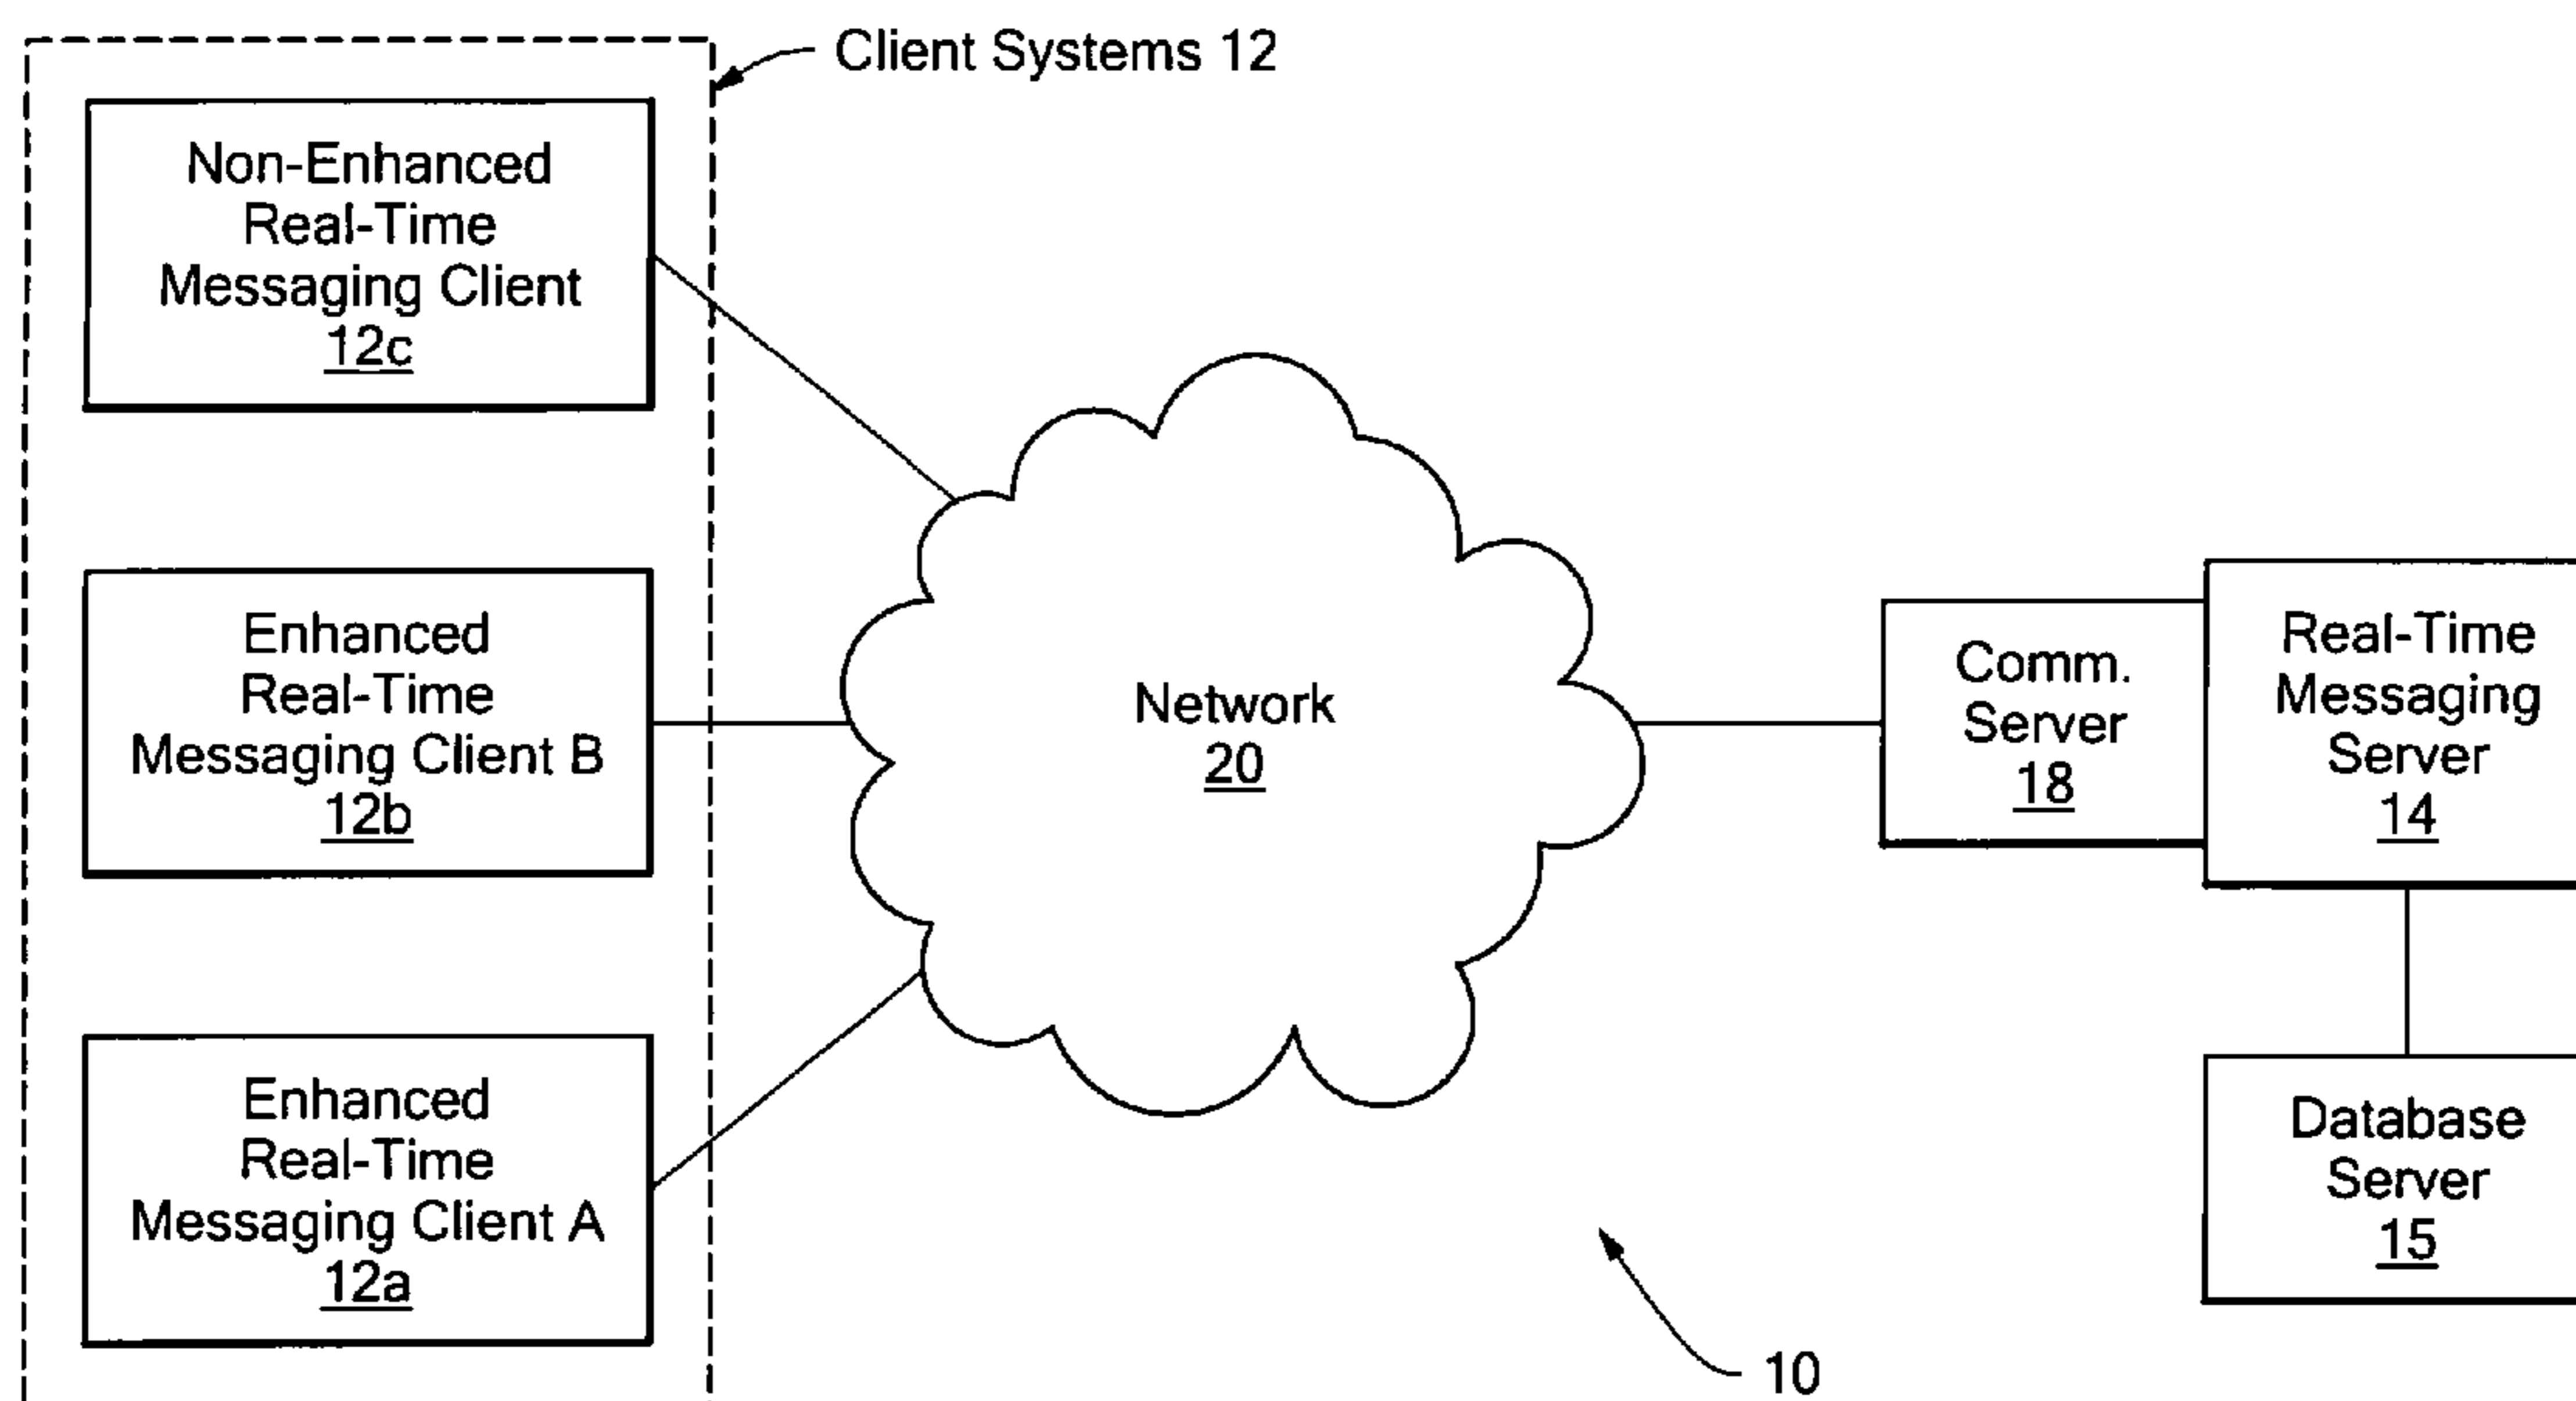 Client Systems 12
Non-Enhanced
Real-Time
Messaging Client
12c
Enhanced
Real-Time
Messaging Client B
12b
Enhanced
Real-Time
Messaging Client A
12a
Network
20
Comm.
Server
18
Real-Time
Messaging
Server
14
Database
Server
15
10